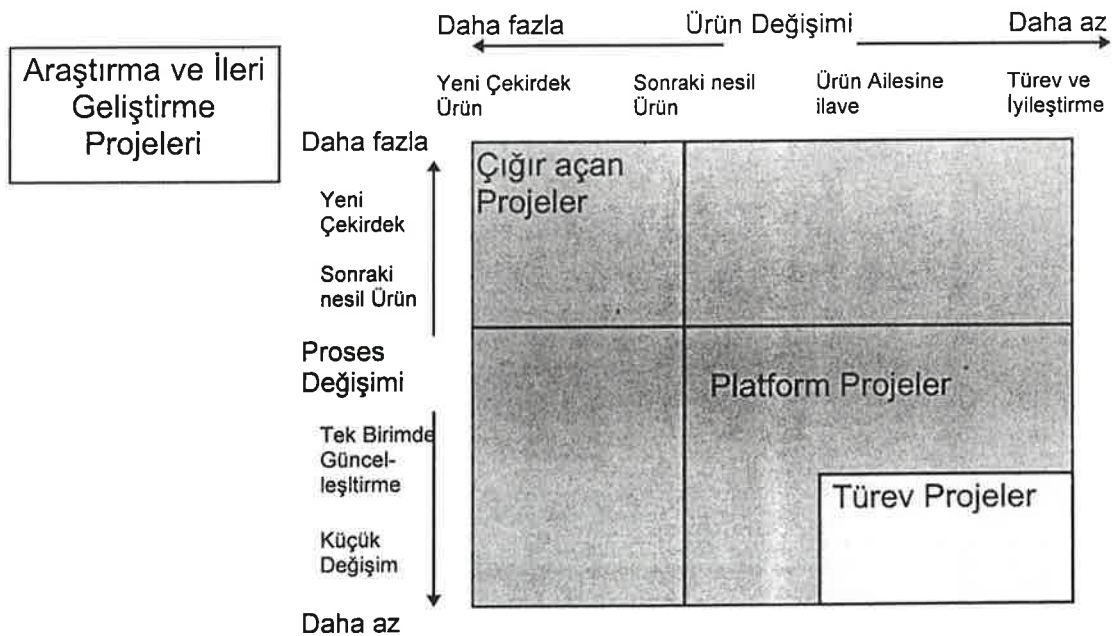 Daha fazla Ürün Değişimi Daha az
Araştırma ve İleri
Geliştirme
Projeleri
Yeni Çekirdek
Ürün
Sonraki nesil
Ürün
Ürün Ailesine
ilave
Türev ve
İyileştirme
Daha fazla
Yeni
Çekirdek
Sonraki
nesil Ürün
Proses
Değişimi
Tek Birimde
Güncel-
leşltirme
Küçük
Değişim
Daha az
Çığır açan
Projeler
Platform Projeler
Türev Projeler